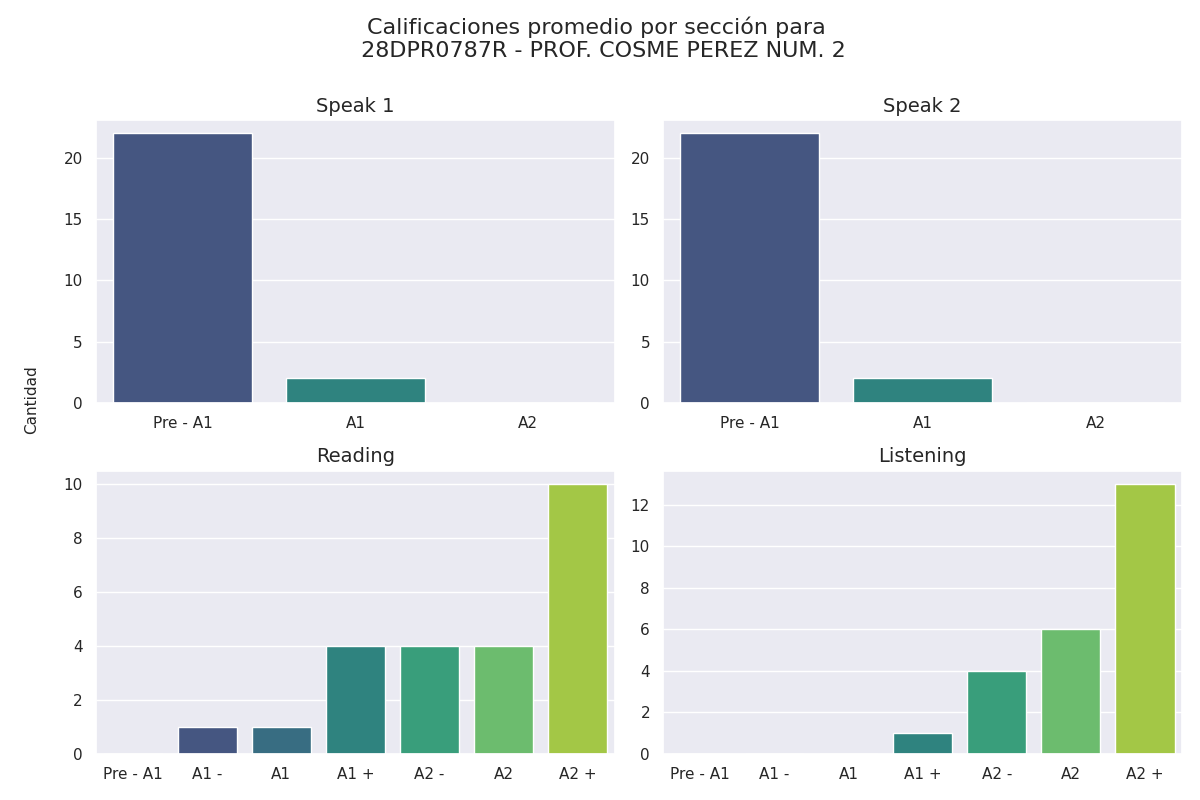 Calificaciones promedio por sección para
28DPR0787R - PROF. COSME PEREZ NUM. 2
Speak 1
20
15
10
5
0
Pre - A1 A1 A2
Speak 2
20
15
10
5
0
Pre - A1 A1 A2
Cantidad
Reading
10
8
6
4
2
0
Pre - A1 A1 - A1 A1 + A2 - A2 A2 +
Listening
12
10
8
6
4
2
0
Pre - A1 A1 - A1 A1 + A2 - A2 A2 +